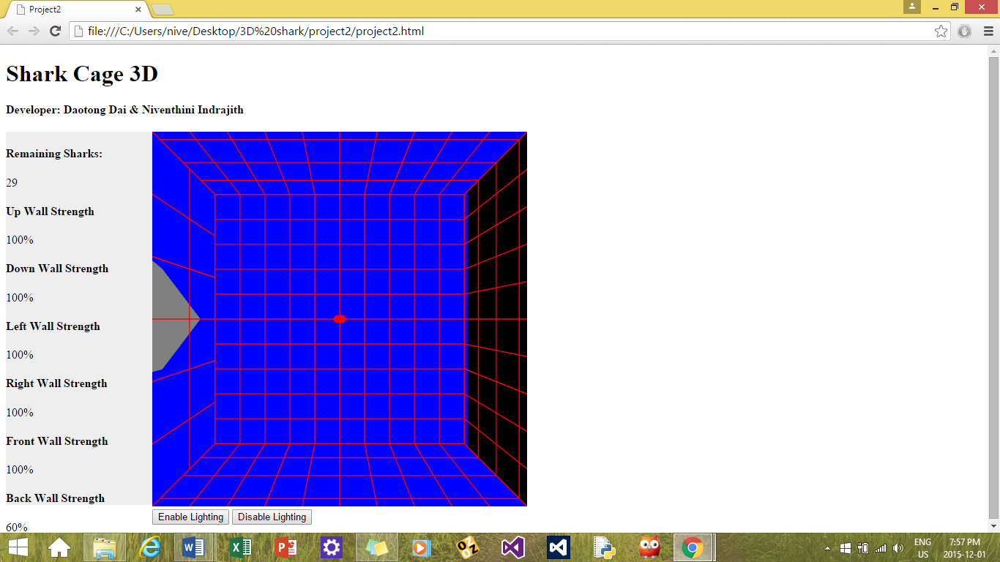 Project2
file:///C:/Users/nive/Desktop/3D%20shark/project2/project2.html
Shark Cage 3D
Developer: Daotong Dai & Niventhini Indrajith
Remaining Sharks:
29
Up Wall Strength
100%
Down Wall Strength
100%
Left Wall Strength
100%
Right Wall Strength
100%
Front Wall Strength
100%
Back Wall Strength
60%
Enable Lighting Disable Lighting
ENG 7:57 PM
US 2015-12-01